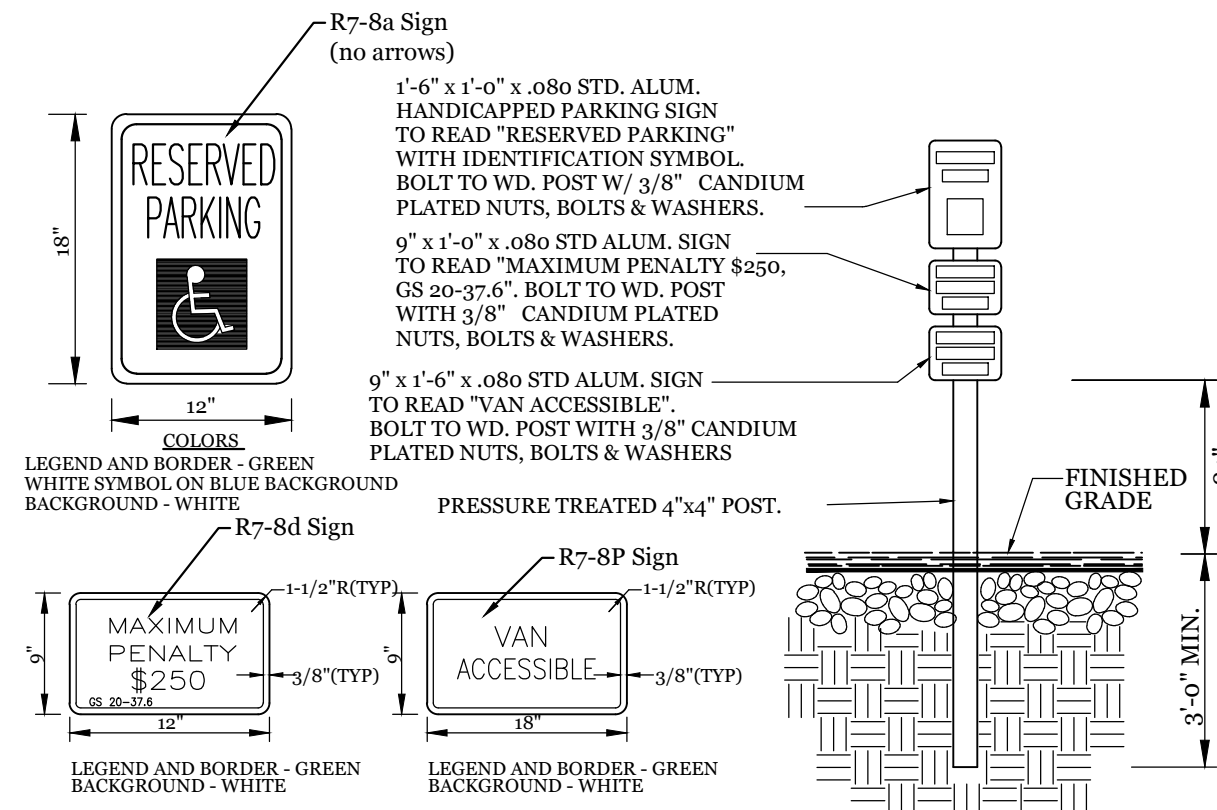 R7-8a Sign
(no arrows)
1'-6" x 1'-0" x .080 STD. ALUM.
HANDICAPPED PARKING SIGN
TO READ "RESERVED PARKING"
WITH IDENTIFICATION SYMBOL.
BOLT TO WD. POST W/ 3/8" CANDIUM
PLATED NUTS, BOLTS & WASHERS.
RESERVED
PARKING
18"
12"
9" x 1'-0" x .080 STD ALUM. SIGN
TO READ "MAXIMUM PENALTY $250,
GS 20-37.6". BOLT TO WD. POST
WITH 3/8" CANDIUM PLATED
NUTS, BOLTS & WASHERS.
9" x 1'-6" x .080 STD ALUM. SIGN
TO READ "VAN ACCESSIBLE".
BOLT TO WD. POST WITH 3/8" CANDIUM
PLATED NUTS, BOLTS & WASHERS
COLORS
LEGEND AND BORDER - GREEN
WHITE SYMBOL ON BLUE BACKGROUND
BACKGROUND - WHITE
PRESSURE TREATED 4"x4" POST.
FINISHED
GRADE
3'-0" MIN.
R7-8d Sign
1-1/2"R(TYP)
MAXIMUM
PENALTY
$250
GS 20-37.6
9"
3/8"(TYP)
12"
LEGEND AND BORDER - GREEN
BACKGROUND - WHITE
R7-8P Sign
1-1/2"R(TYP)
VAN
ACCESSIBLE
9"
3/8"(TYP)
18"
LEGEND AND BORDER - GREEN
BACKGROUND - WHITE